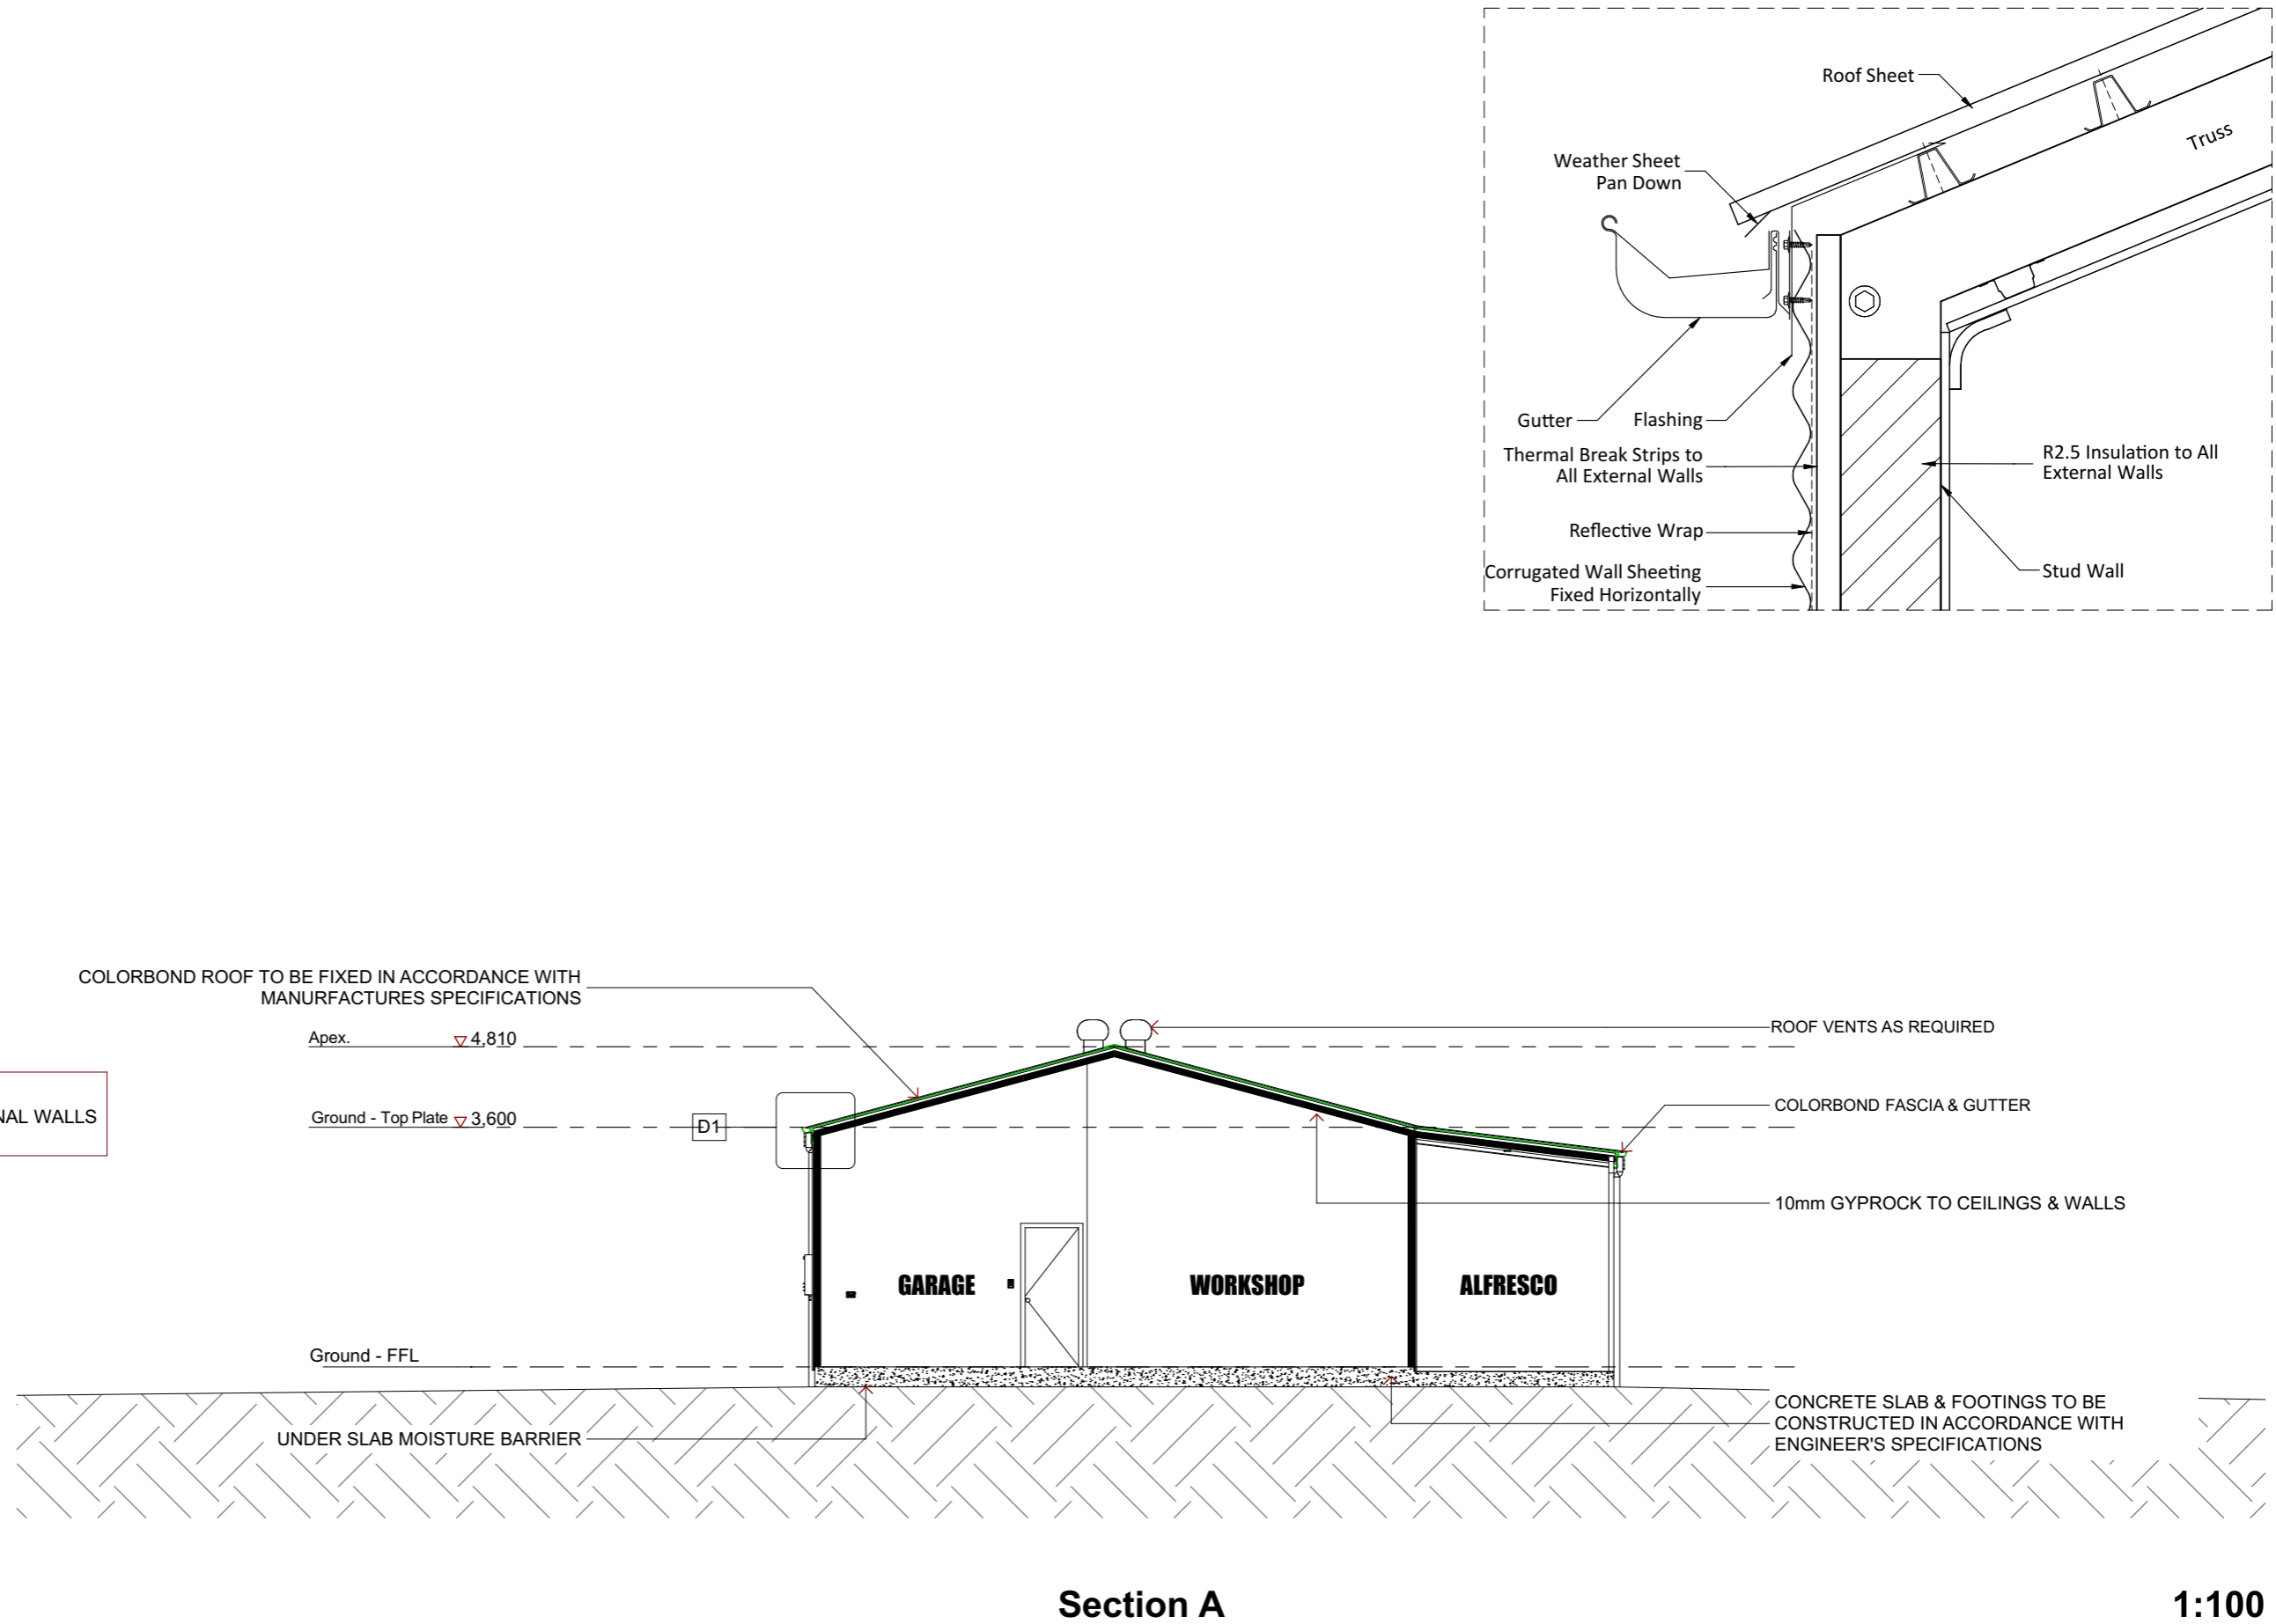 Roof Sheet
Truss
Weather Sheet
Pan Down
Gutter
Flashing
Thermal Break Strips to
All External Walls
R2.5 Insulation to All
External Walls
Reflective Wrap
Stud Wall
Corrugated Wall Sheeting
Fixed Horizontally
COLORBOND ROOF TO BE FIXED IN ACCORDANCE WITH
MANURFACTURES SPECIFICATIONS
ROOF VENTS AS REQUIRED
Apex. 4,810
COLORBOND FASCIA & GUTTER
NAL WALLS
Ground - Top Plate 3,600
D1
10mm GYPROCK TO CEILINGS & WALLS
GARAGE
WORKSHOP
ALFRESCO
Ground - FFL
UNDER SLAB MOISTURE BARRIER
CONCRETE SLAB & FOOTINGS TO BE
CONSTRUCTED IN ACCORDANCE WITH
ENGINEER'S SPECIFICATIONS
Section A
1:100